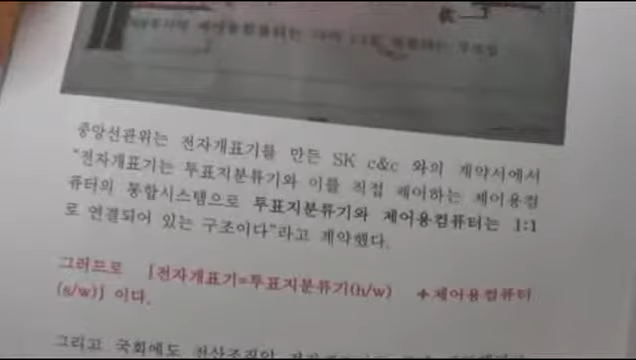 중앙선관위는 전자개표기를 만든 SK c&c 와의 계약서에서
"전자개표기는 투표지분류기와 이를 직접 제어하는 제어용컴
퓨터의 통합시스템으로 투표지분류기와 제어용컴퓨터는 1:1
로 연결되어 있는 구조이다"라고 계약했다.
그러므로 「전자개표기=투표지분류기(h/w) +제어용컴퓨터
(s/w)」이다.
그리고 국회에도 전산조직인